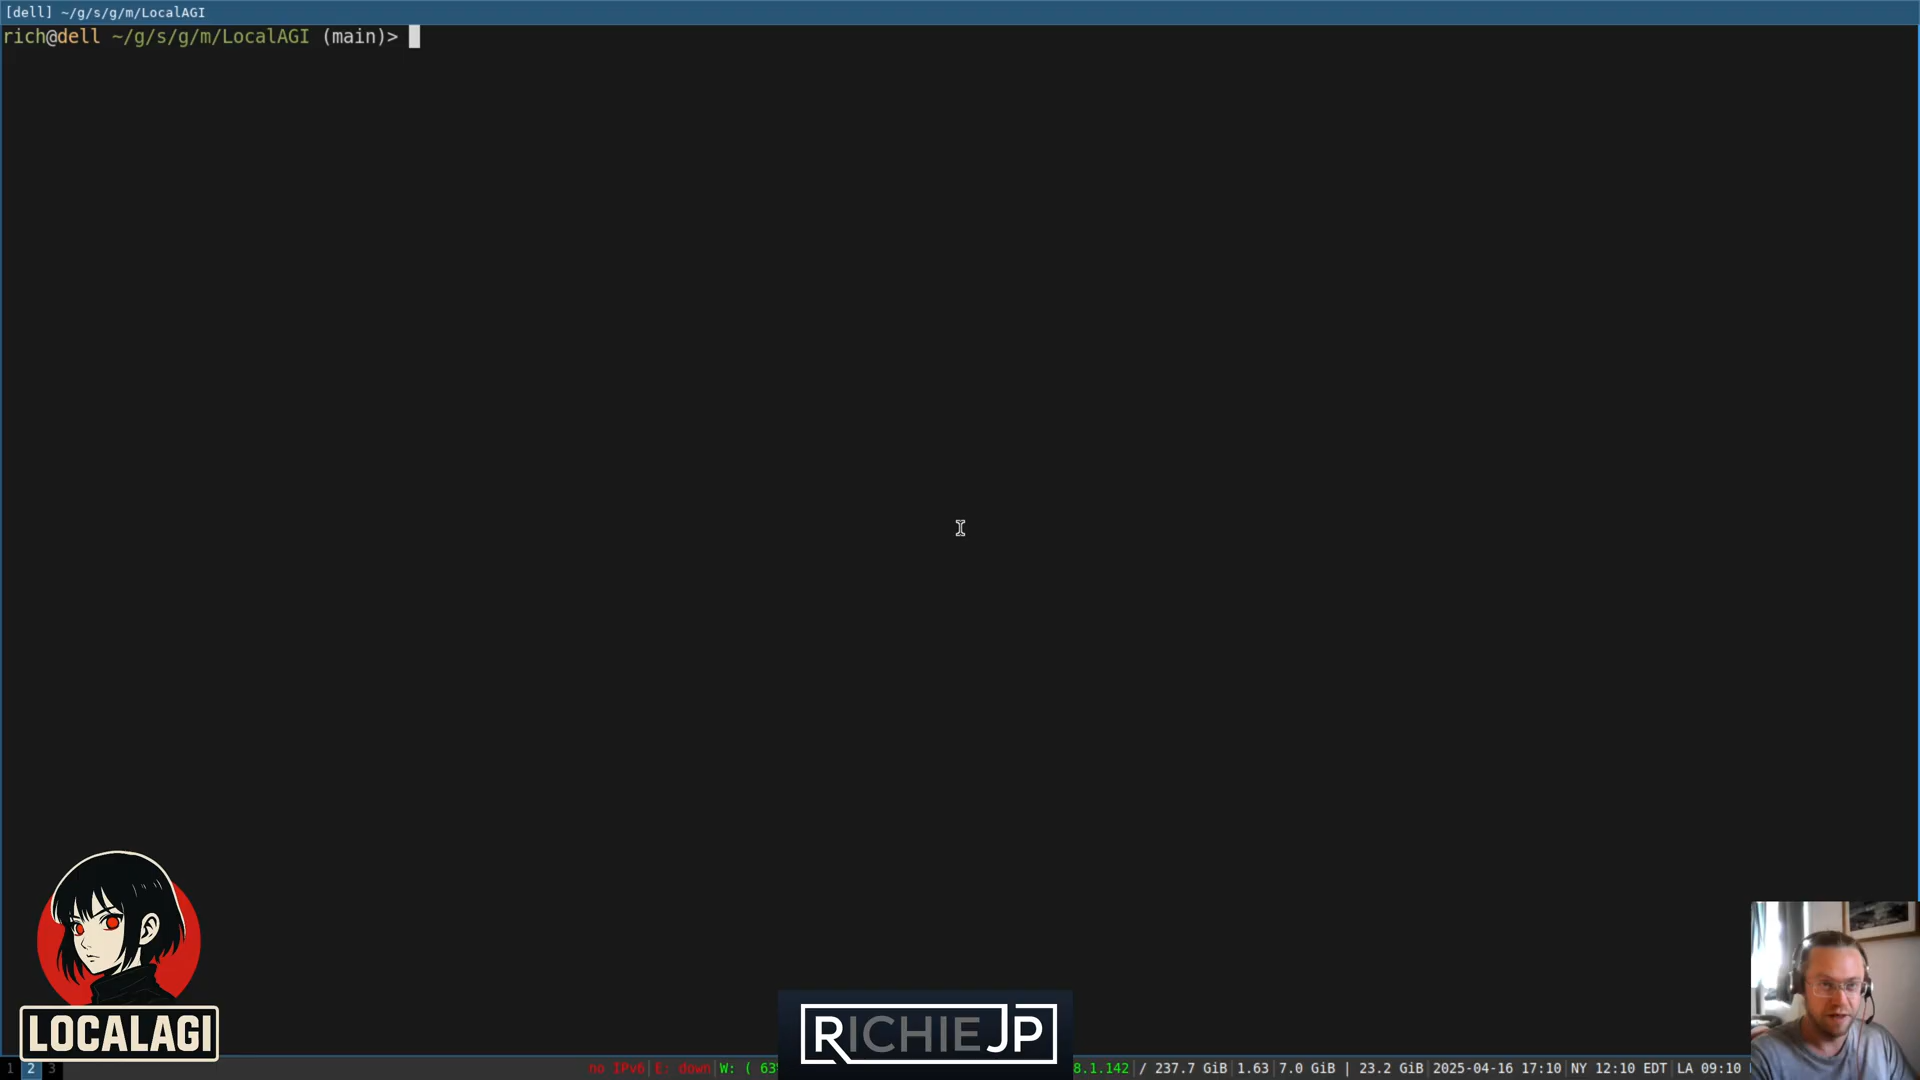 [dell] ~/g/s/g/m/LocalAGI
rich@dell ~/g/s/g/m/LocalAGI (main)>
LOCALAGI
RICHIEJP
1 2 3
no IPv6|E: down|W: ( 63
8.1.142 / 237.7 GiB|1.63|7.0 GiB | 23.2 GiB|2025-04-16 17:10|NY 12:10 EDT|LA 09:10